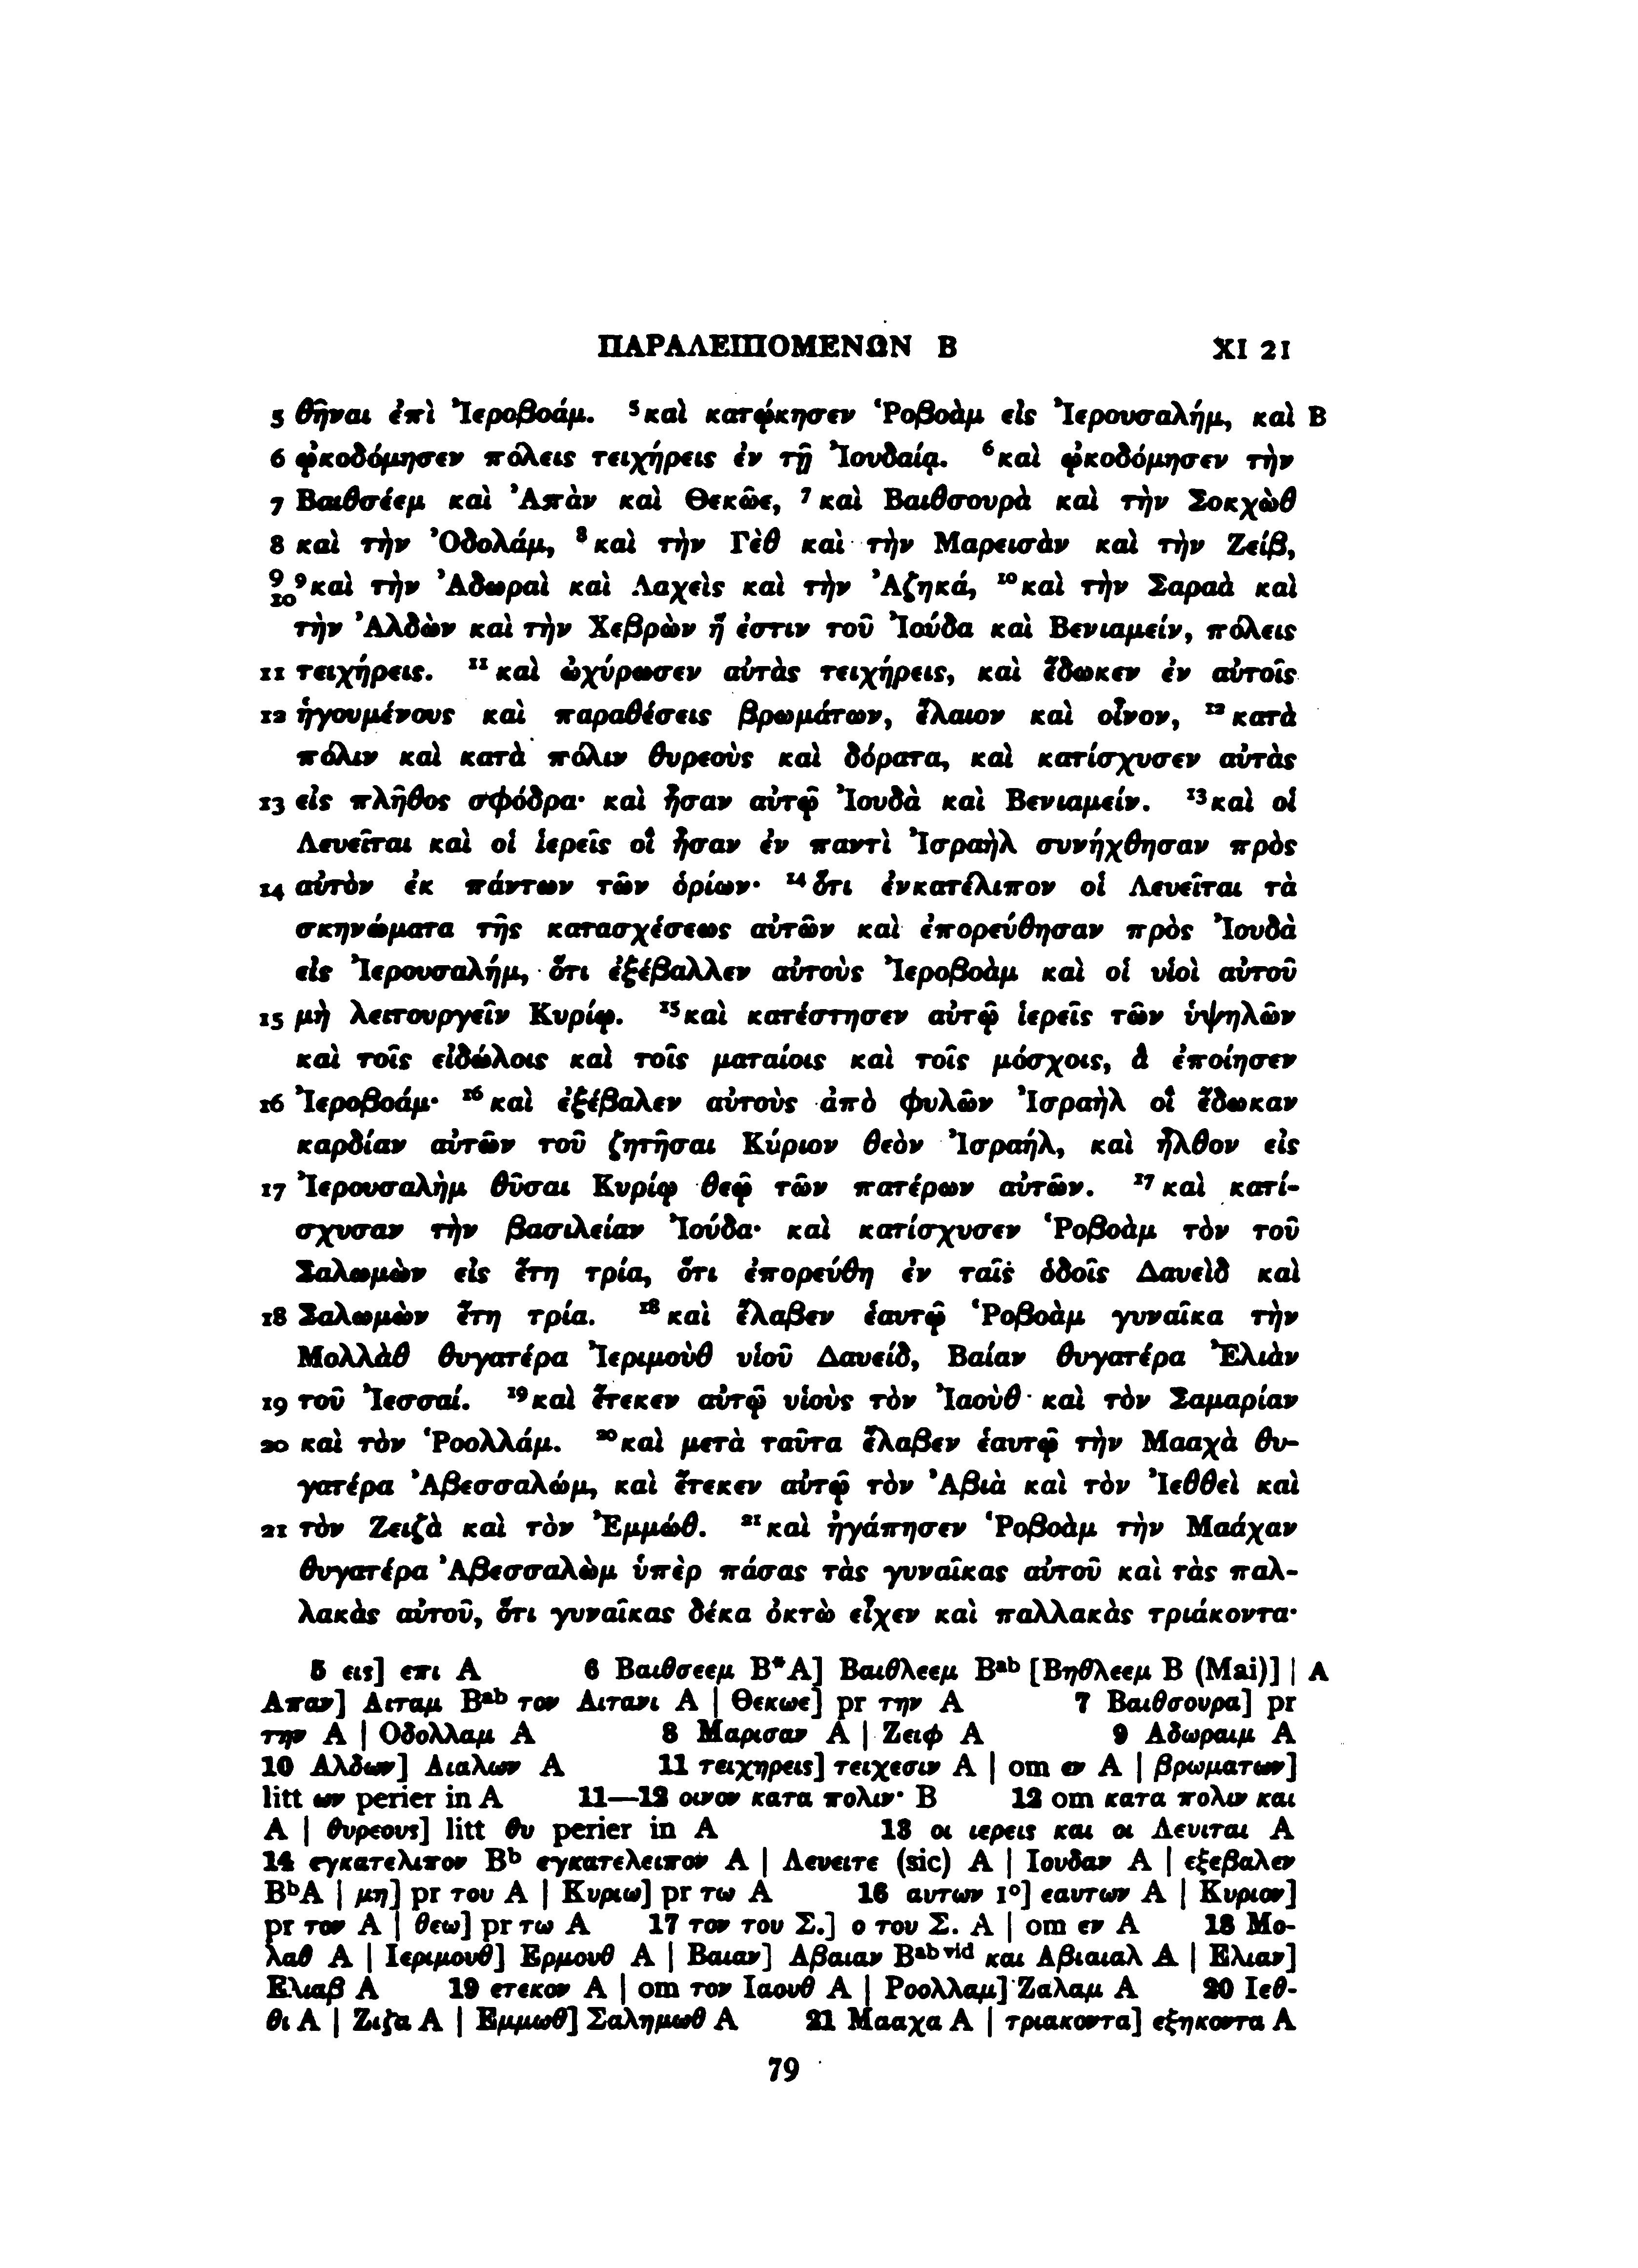 ΠΑΡΑΛΕΙΠΟΜΕΝΩΝ Β XI 21
5 θῆναι ἐπὶ Ἰεροβοάμ. ⁵καὶ κατῴκησεν Ῥοβοὰμ εἰς Ἰερουσαλήμ, καὶ B
6 ᾠκοδόμησεν πόλεις τειχήρεις ἐν τῇ Ἰουδαίᾳ. ⁶καὶ ᾠκοδόμησεν τὴν
7 Βαιθσέεμ καὶ Ἀπὰν καὶ Θεκῶε, ⁷καὶ Βαιθσουρὰ καὶ τὴν Σοκχὼθ
8 καὶ τὴν Ὀδολάμ, ⁸καὶ τὴν Γὲθ καὶ τὴν Μαρεισὰν καὶ τὴν Ζείβ,
9 10 ⁹καὶ τὴν Ἀδωραὶ καὶ Λαχεὶς καὶ τὴν Ἀζηκά, ¹⁰καὶ τὴν Σαραὰ καὶ
τὴν Ἀλδὼν καὶ τὴν Χεβρὼν ἥ ἐστιν τοῦ Ἰούδα καὶ Βενιαμείν, πόλεις
11 τειχήρεις. ¹¹καὶ ὠχύρωσεν αὐτὰς τειχήρεις, καὶ ἔδωκεν ἐν αὐτοῖς
12 ἡγουμένους καὶ παραθέσεις βρωμάτων, ἔλαιον καὶ οἶνον, ¹²κατὰ
πόλιν καὶ κατὰ πόλιν θυρεοὺς καὶ δόρατα, καὶ κατίσχυσεν αὐτὰς
13 εἰς πλῆθος σφόδρα· καὶ ἦσαν αὐτῷ Ἰουδὰ καὶ Βενιαμείν. ¹³καὶ οἱ
Λευεῖται καὶ οἱ ἱερεῖς οἳ ἦσαν ἐν παντὶ Ἰσραὴλ συνήχθησαν πρὸς
14 αὐτὸν ἐκ πάντων τῶν ὁρίων· ¹⁴ὅτι ἐνκατέλιπον οἱ Λευεῖται τὰ
σκηνώματα τῆς κατασχέσεως αὐτῶν καὶ ἐπορεύθησαν πρὸς Ἰουδὰ
εἰς Ἰερουσαλήμ, ὅτι ἐξέβαλλεν αὐτοὺς Ἰεροβοὰμ καὶ οἱ υἱοὶ αὐτοῦ
15 μὴ λειτουργεῖν Κυρίῳ. ¹⁵καὶ κατέστησεν αὐτῷ ἱερεῖς τῶν ὑψηλῶν
καὶ τοῖς εἰδώλοις καὶ τοῖς ματαίοις καὶ τοῖς μόσχοις, ἃ ἐποίησεν
16 Ἰεροβοάμ· ¹⁶καὶ ἐξέβαλεν αὐτοὺς ἀπὸ φυλῶν Ἰσραὴλ οἳ ἔδωκαν
καρδίαν αὐτῶν τοῦ ζητῆσαι Κύριον θεὸν Ἰσραήλ, καὶ ἦλθον εἰς
17 Ἰερουσαλὴμ θῦσαι Κυρίῳ θεῷ τῶν πατέρων αὐτῶν. ¹⁷καὶ κατί-
σχυσαν τὴν βασιλείαν Ἰούδα· καὶ κατίσχυσεν Ῥοβοὰμ τὸν τοῦ
Σαλωμὼν εἰς ἔτη τρία, ὅτι ἐπορεύθη ἐν ταῖς ὁδοῖς Δαυεὶδ καὶ
18 Σαλωμὼν ἔτη τρία. ¹⁸καὶ ἔλαβεν ἑαυτῷ Ῥοβοὰμ γυναῖκα τὴν
Μολλὰθ θυγατέρα Ἰεριμοὺθ υἱοῦ Δαυείδ, Βαίαν θυγατέρα Ἐλιὰν
19 τοῦ Ἰεσσαί. ¹⁹καὶ ἔτεκεν αὐτῷ υἱοὺς τὸν Ἰαοὺθ καὶ τὸν Σαμαρίαν
20 καὶ τὸν Ῥοολλάμ. ²⁰καὶ μετὰ ταῦτα ἔλαβεν ἑαυτῷ τὴν Μααχὰ θυ-
γατέρα Ἀβεσσαλώμ, καὶ ἔτεκεν αὐτῷ τὸν Ἀβιὰ καὶ τὸν Ἰεθθεὶ καὶ
21 τὸν Ζειζὰ καὶ τὸν Ἐμμώθ. ²¹καὶ ἠγάπησεν Ῥοβοὰμ τὴν Μαάχαν
θυγατέρα Ἀβεσσαλὼμ ὑπὲρ πάσας τὰς γυναῖκας αὐτοῦ καὶ τὰς παλ-
λακὰς αὐτοῦ, ὅτι γυναῖκας δέκα ὀκτὼ εἶχεν καὶ παλλακὰς τριάκοντα·
5 εις] επι A 6 Βαιθσεεμ B*A] Βαιθλεεμ Bᵃᵇ [Βηθλεεμ B (Mai)] | A
Απαν] Αιταμ Bᵃᵇ τον Αιτανι A | Θεκωε] pr την A 7 Βαιθσουρα] pr
την A | Οδολλαμ A 8 Μαρισαν A | Ζειφ A 9 Αδωραιμ A
10 Αλδων] Αιαλων A 11 τειχηρεις] τειχεσιν A | om εν A | βρωματων]
litt ων perier in A 11—12 οινον κατα πολιν· B 12 om κατα πολιν και
A | θυρεους] litt θυ perier in A 13 οι ιερεις και οι Λευιται A
14 εγκατελιπον Bᵇ εγκατελειπον A | Λευειτε (sic) A | Ιουδαν A | εξεβαλεν
BᵇA | μη] pr του A | Κυριω] pr τω A 16 αυτων 1°] εαυτων A | Κυριον]
pr τον A | θεω] pr τω A 17 τον του Σ.] ο του Σ. A | om εν A 18 Μο-
λαθ A | Ιεριμουθ] Ερμουθ A | Βαιαν] Αβαιαν Bᵃᵇ ᵛⁱᵈ και Αβιαιαλ A | Ελιαν]
Ελιαβ A 19 ετεκον A | om τον Ιαουθ A | Ροολλαμ] Ζαλαμ A 20 Ιεθ-
θι A | Ζιζα A | Εμμωθ] Σαλημωθ A 21 Μααχα A | τριακοντα] εξηκοντα A
79